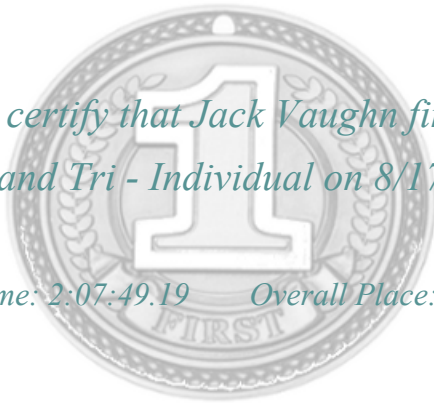 certify that Jack Vaughn fi
and Tri - Individual on 8/17
1
me: 2:07:49.19 Overall Place:
FIRST